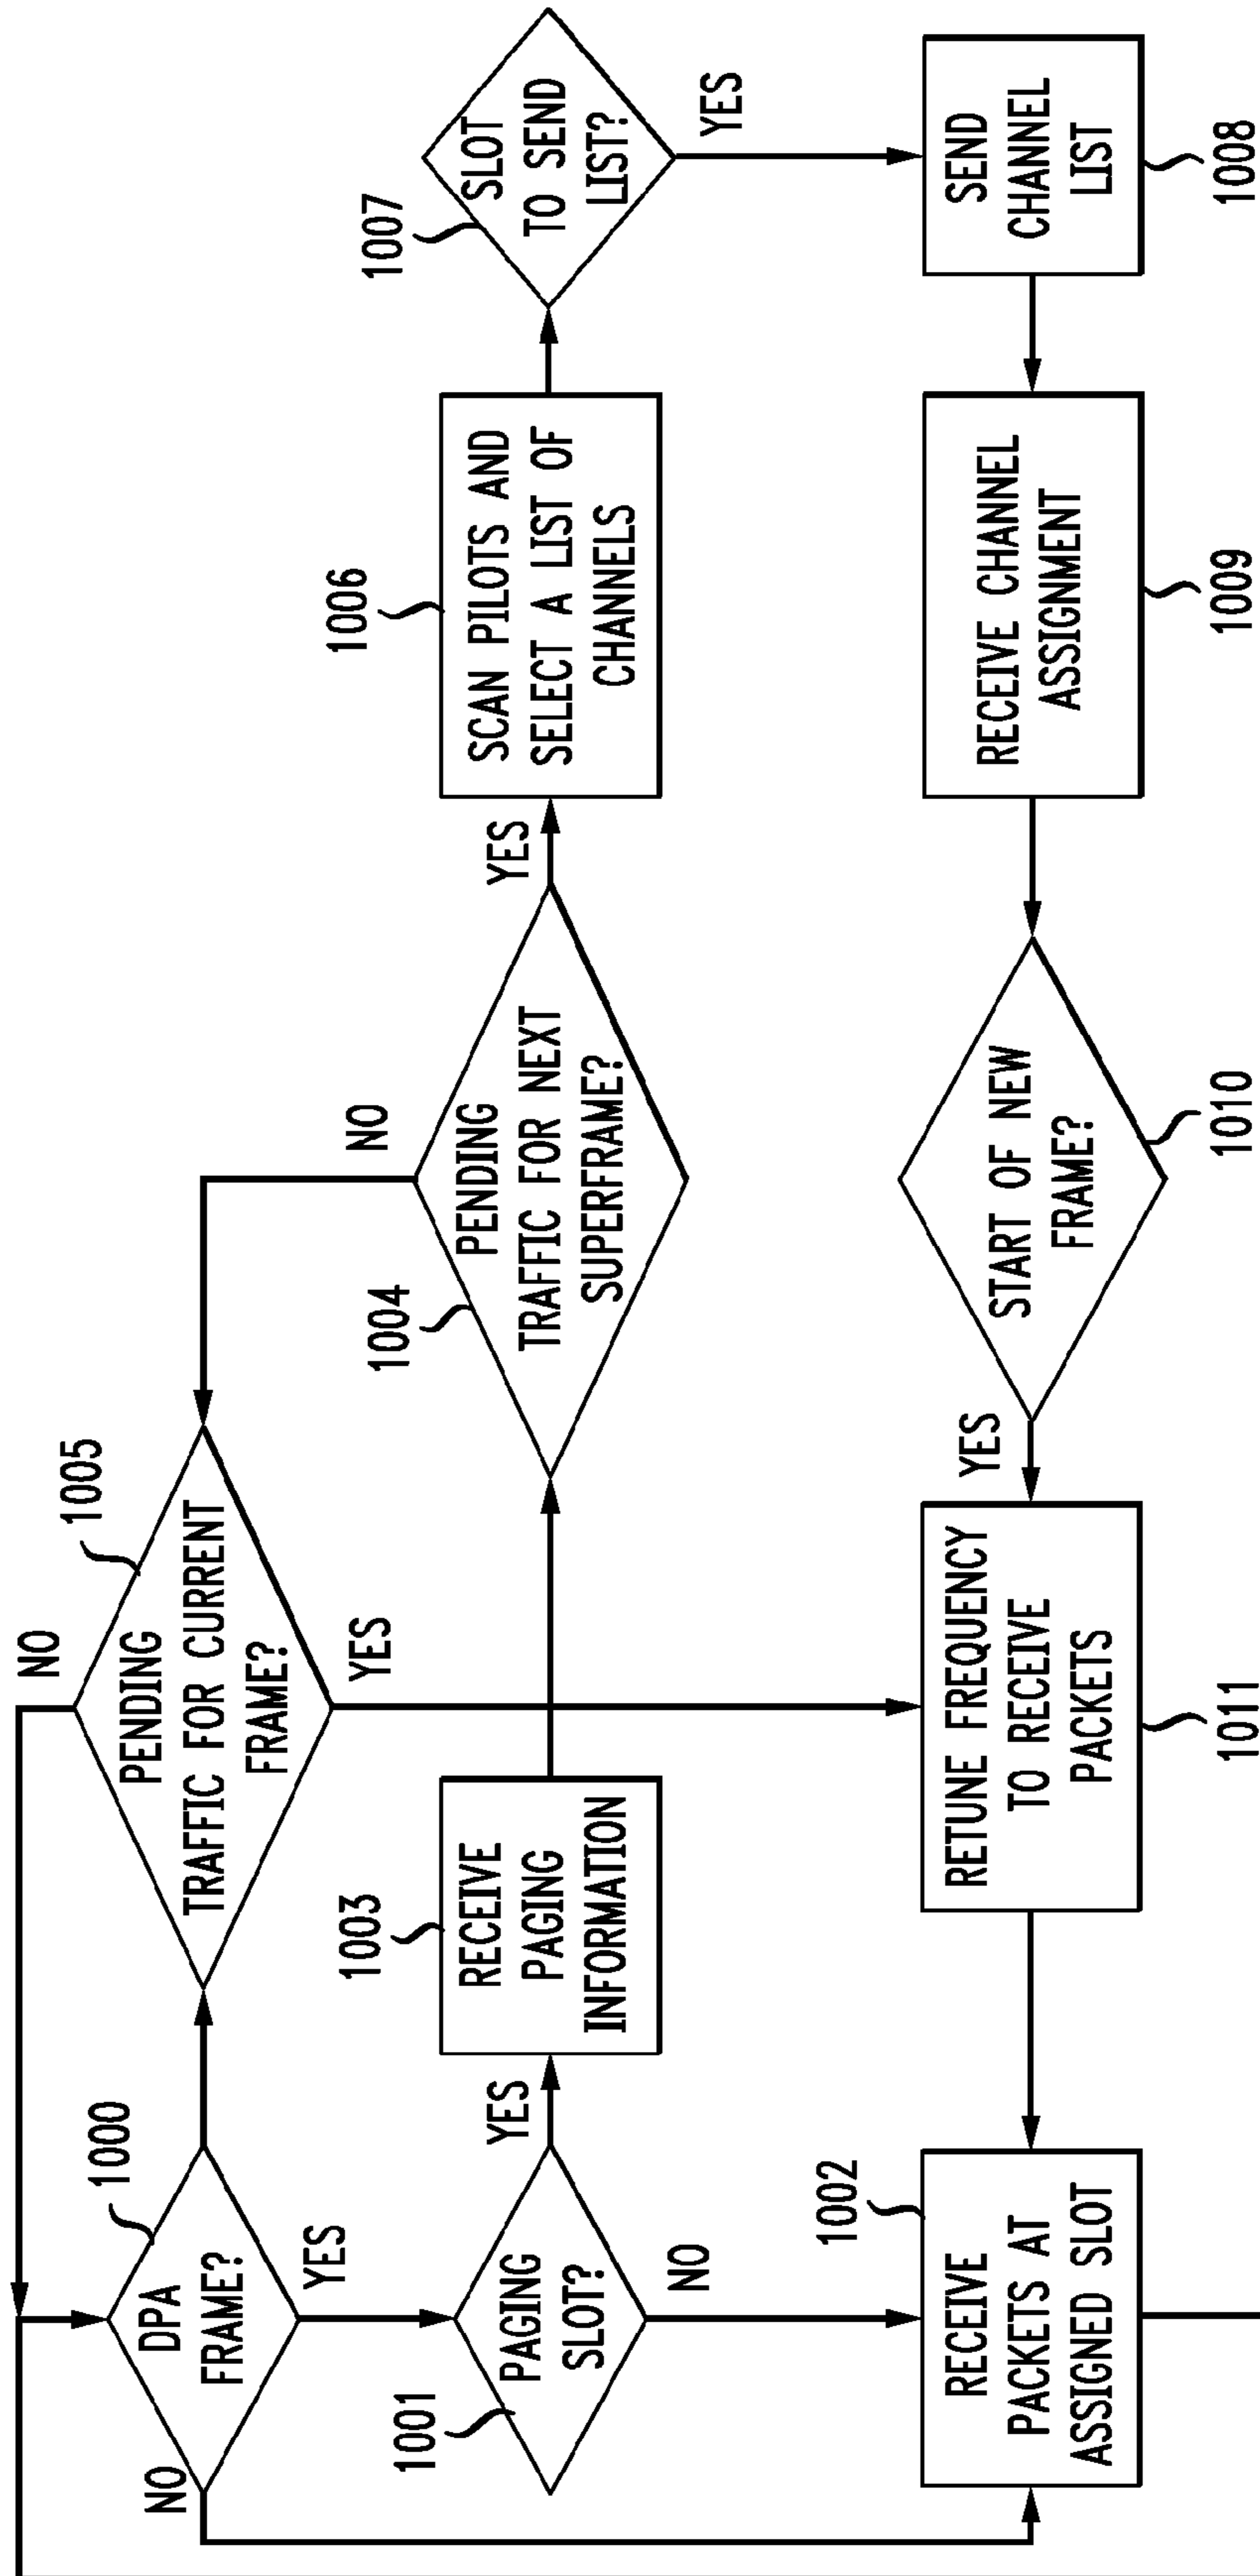 DPA
FRAME?
1000
NO
YES
PENDING
TRAFFIC FOR CURRENT
FRAME?
1005
NO
YES
PAGING
SLOT?
1001
YES
NO
RECEIVE
PAGING
INFORMATION
1003
PENDING
TRAFFIC FOR NEXT
SUPERFRAME?
1004
NO
YES
SCAN PILOTS AND
SELECT A LIST OF
CHANNELS
1006
SLOT
TO SEND
LIST?
1007
YES
RECEIVE
PACKETS AT
ASSIGNED SLOT
1002
RETUNE FREQUENCY
TO RECEIVE
PACKETS
1011
YES
START OF NEW
FRAME?
1010
RECEIVE CHANNEL
ASSIGNMENT
1009
SEND
CHANNEL
LIST
1008